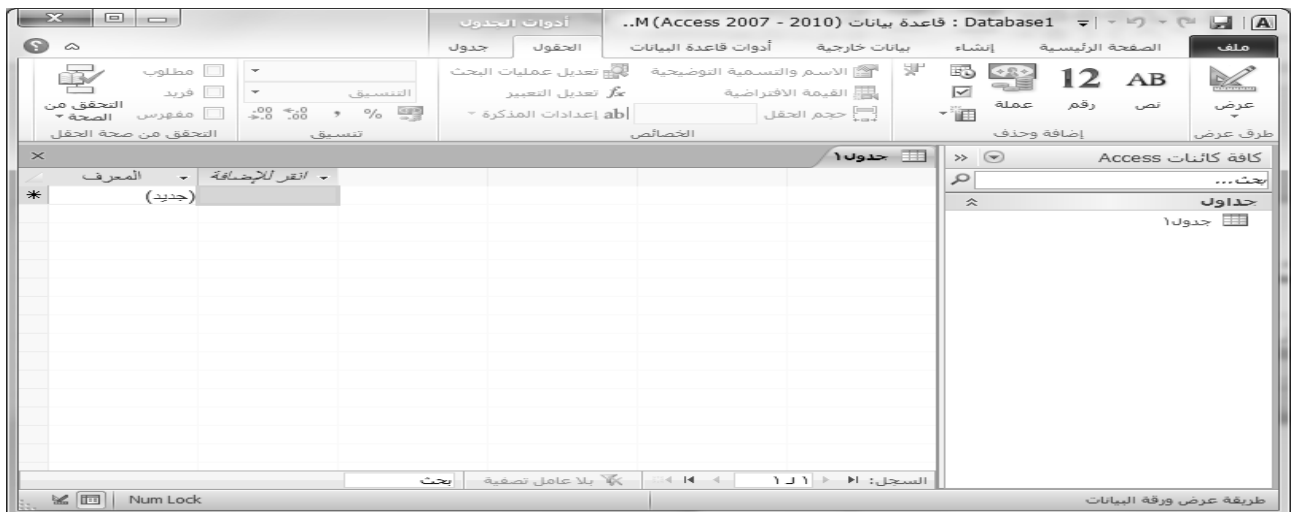 Database1 : قاعدة بيانات (Access 2007 - 2010) M..
أدوات الجدول
ملف
الصفحة الرئيسية
إنشاء
بيانات خارجية
أدوات قاعدة البيانات
الحقول
جدول
عرض
طرق عرض
AB
نص
12
رقم
عملة
إضافة وحذف
الاسم والتسمية التوضيحية
القيمة الافتراضية
حجم الحقل
تعديل عمليات البحث
fx تعديل التعبير
ab إعدادات المذكرة
الخصائص
التنسيق
% , .00 .0
تنسيق
مطلوب
فريد
مفهرس
التحقق من الصحة
التحقق من صحة الحقل
كافة كائنات Access
بحث...
جداول
جدول١
جدول١
المعرف
انقر للإضافة
(جديد)
السجل: ١ لـ ١
بلا عامل تصفية
بحث
طريقة عرض ورقة البيانات
Num Lock